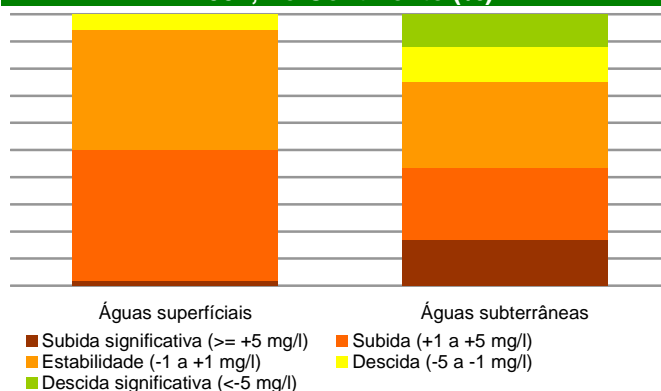 Águas superfíciais
Águas subterrâneas
Subida significativa (>= +5 mg/l)
Subida (+1 a +5 mg/l)
Estabilidade (-1 a +1 mg/l)
Descida (-5 a -1 mg/l)
Descida significativa (<-5 mg/l)